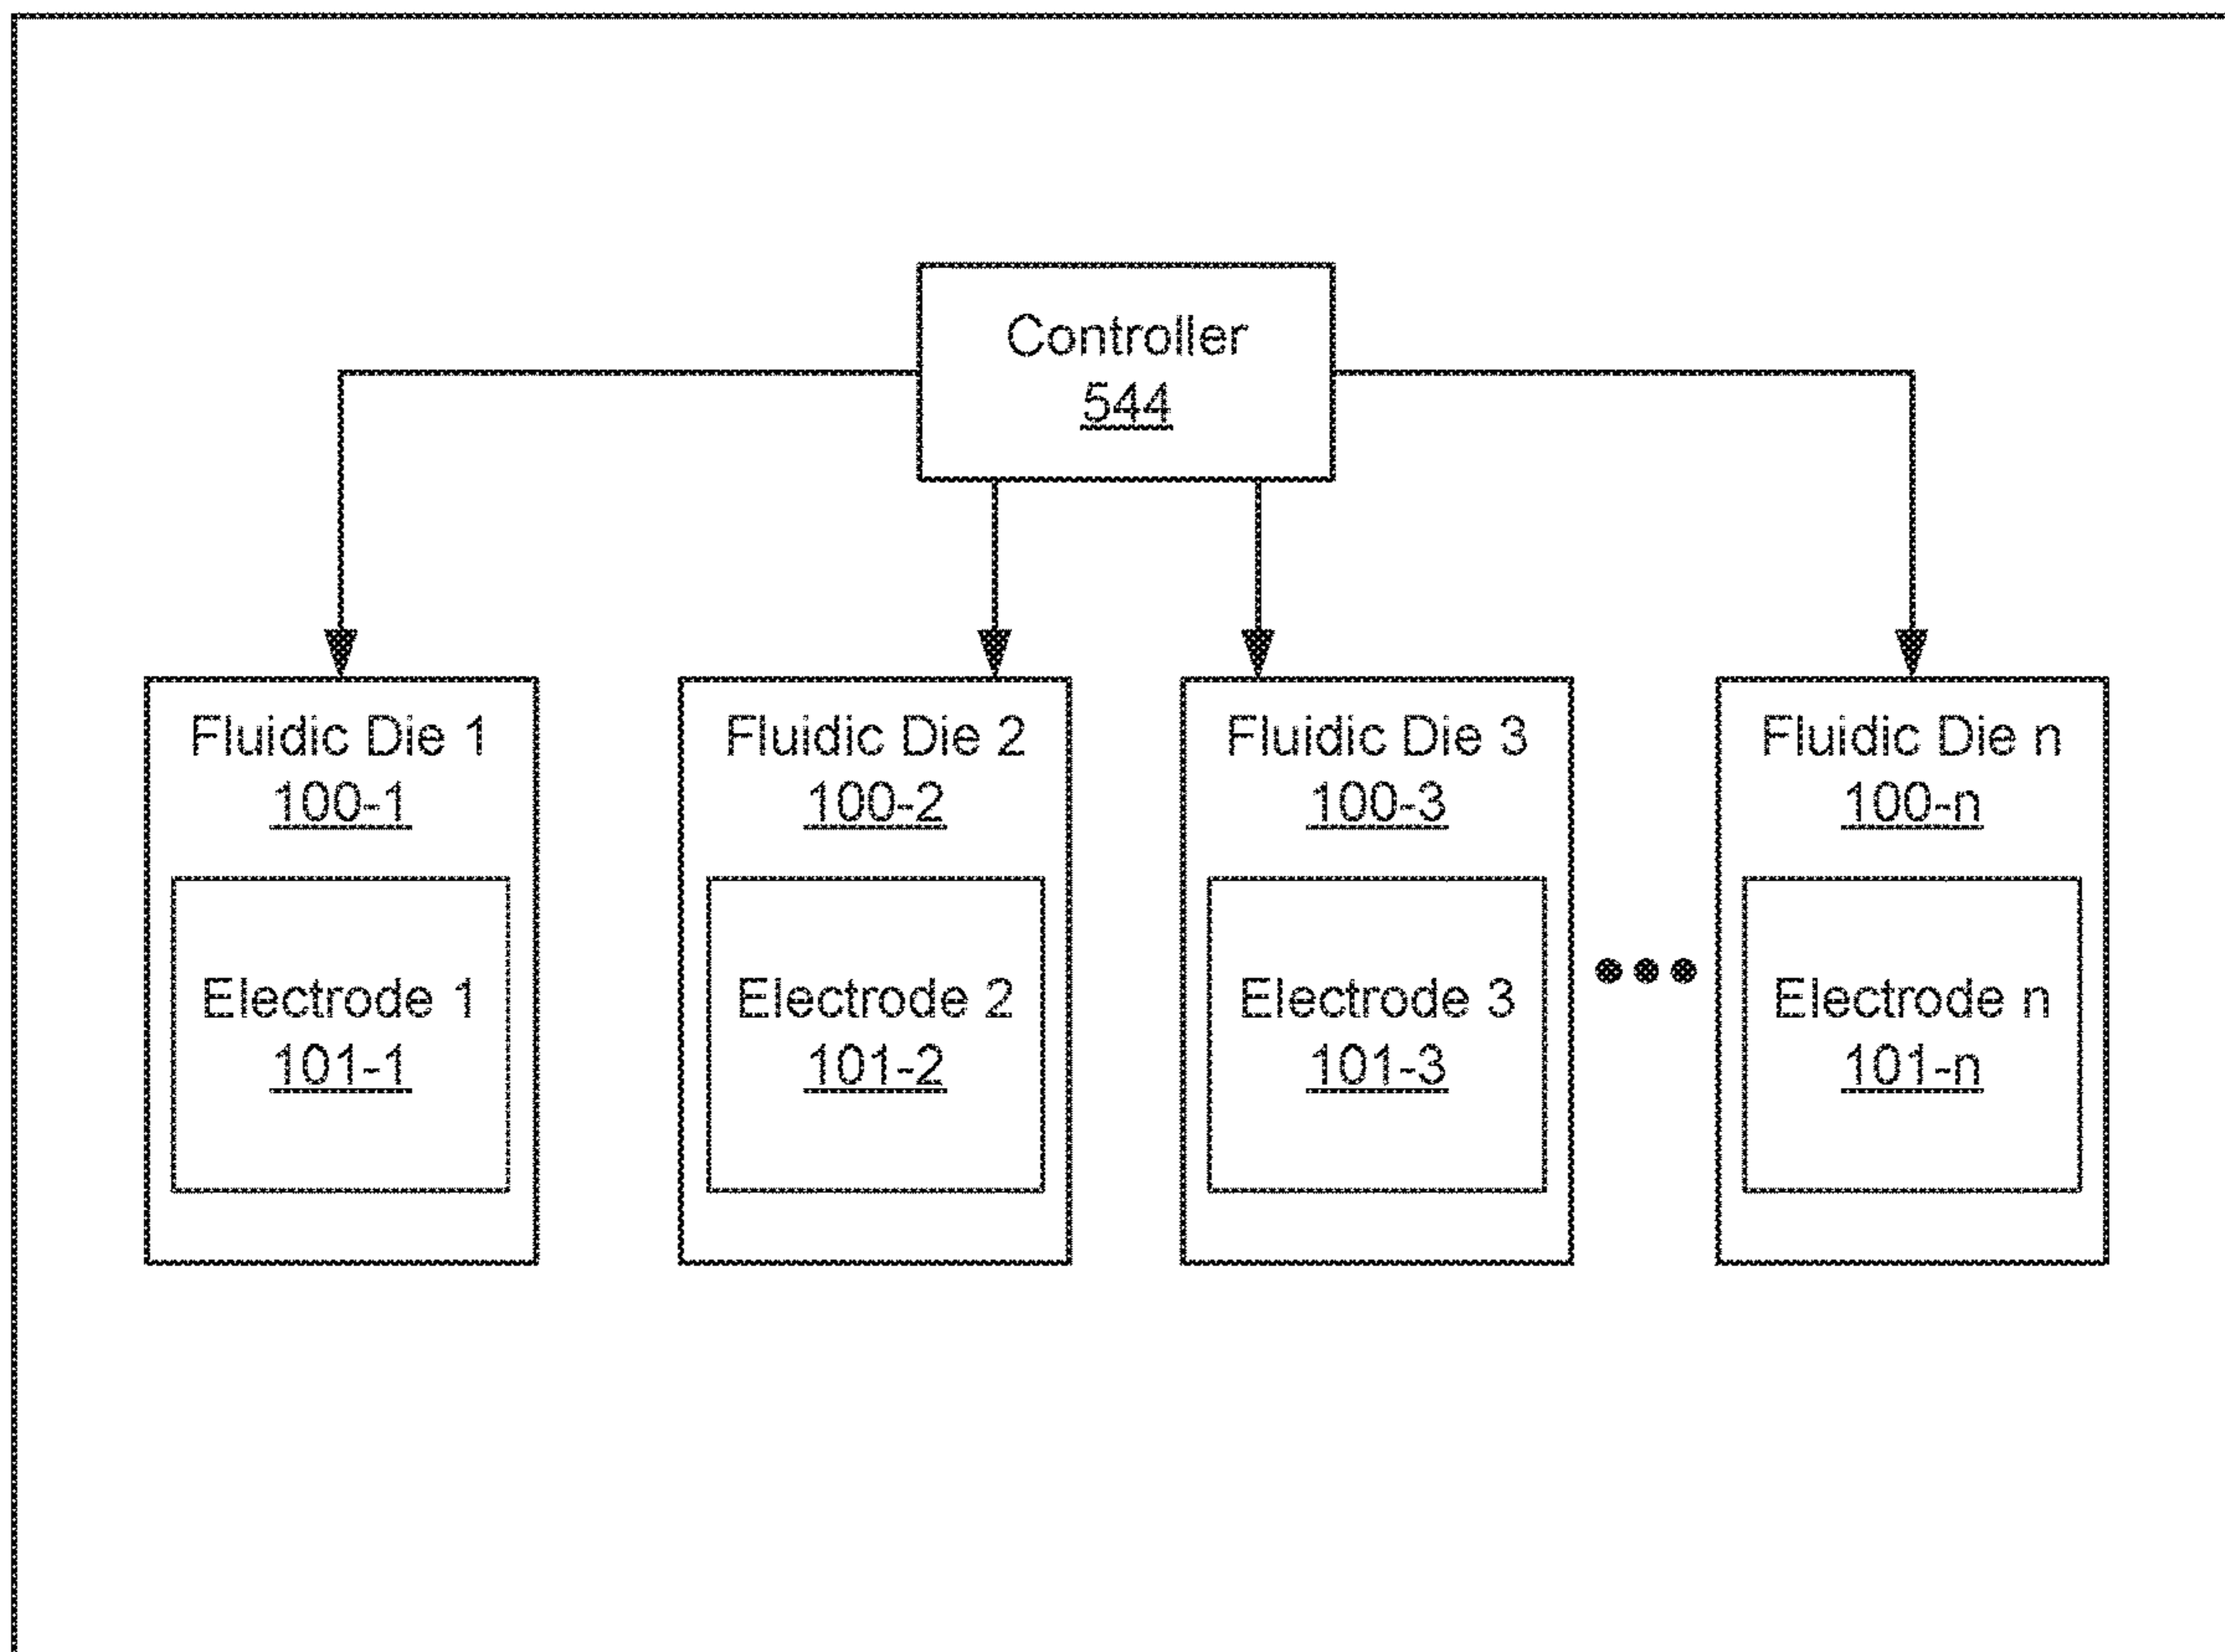 Controller
544
Fluidic Die 1
100-1
Electrode 1
101-1
Fluidic Die 2
100-2
Electrode 2
101-2
Fluidic Die 3
100-3
Electrode 3
101-3
Fluidic Die n
100-n
Electrode n
101-n